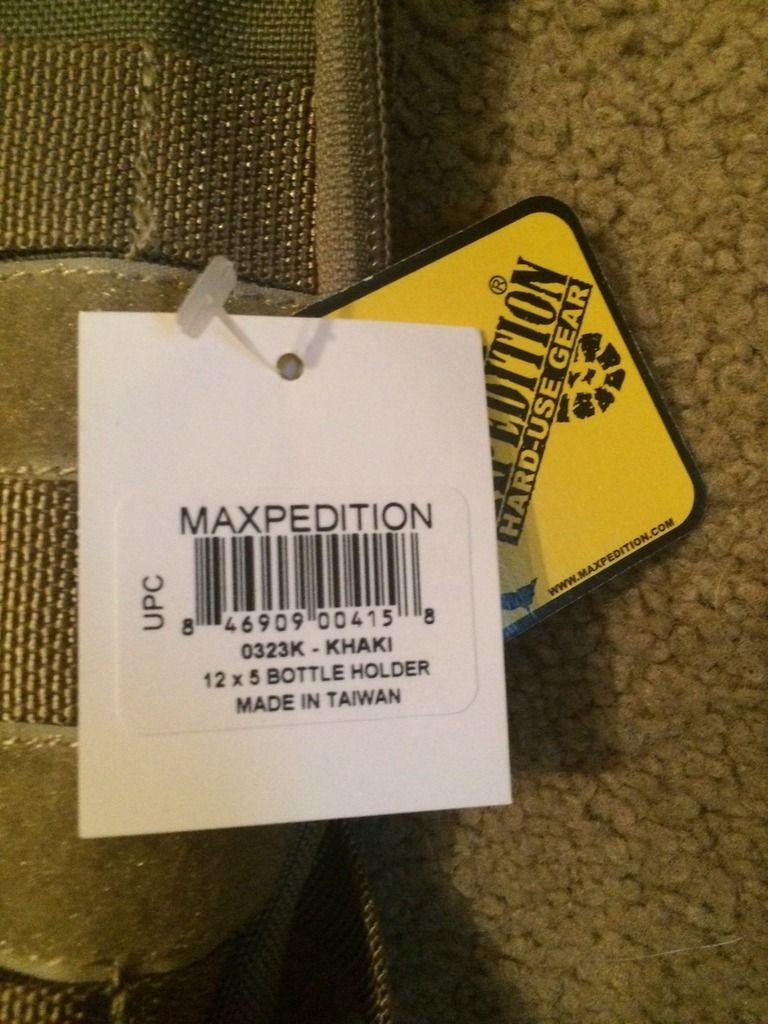 MAXPEDITION
UPC
8 46909 00415 8
0323K - KHAKI
12 x 5 BOTTLE HOLDER
MADE IN TAIWAN
PEDITION®
HARD-USE GEAR
WWW.MAXPEDITION.COM